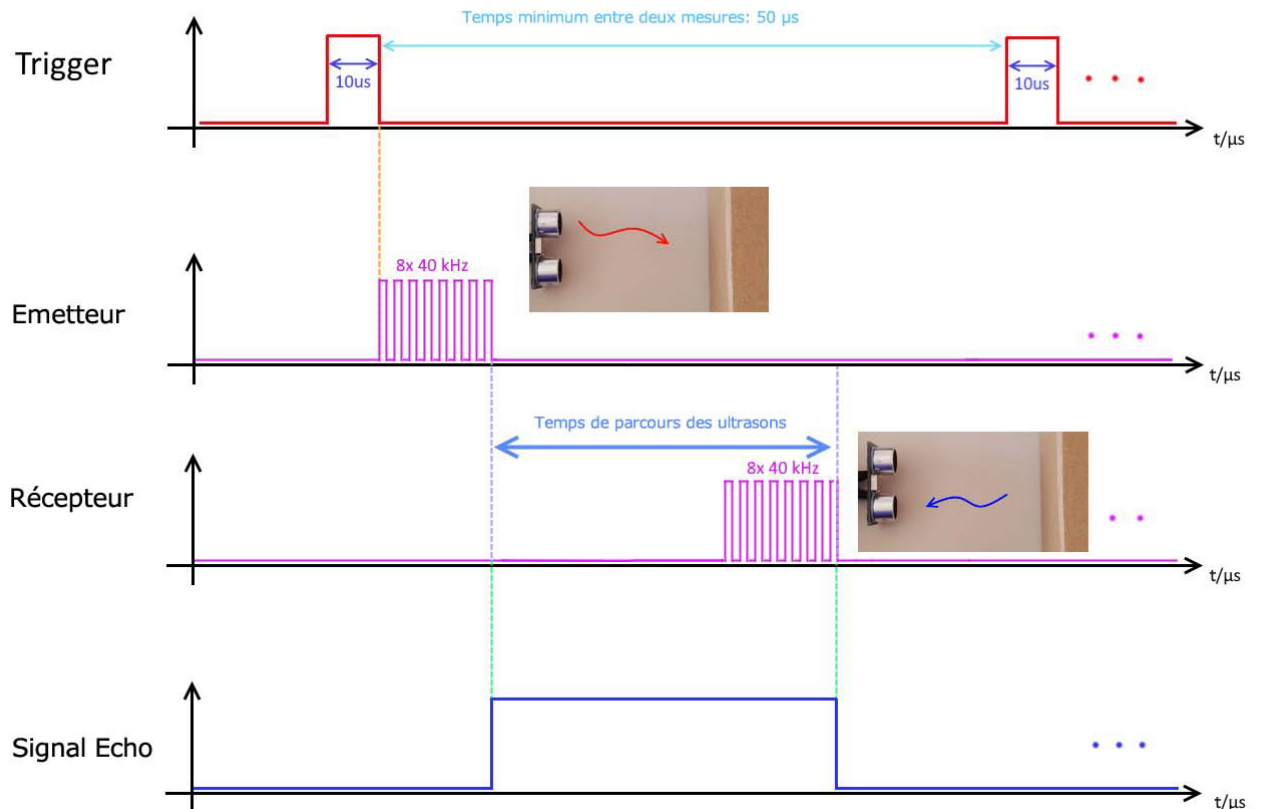 Temps minimum entre deux mesures: 50 µs
Trigger
10us
10us
t/µs
8x 40 kHz
Emetteur
t/µs
Temps de parcours des ultrasons
8x 40 kHz
Récepteur
t/µs
Signal Echo
t/µs